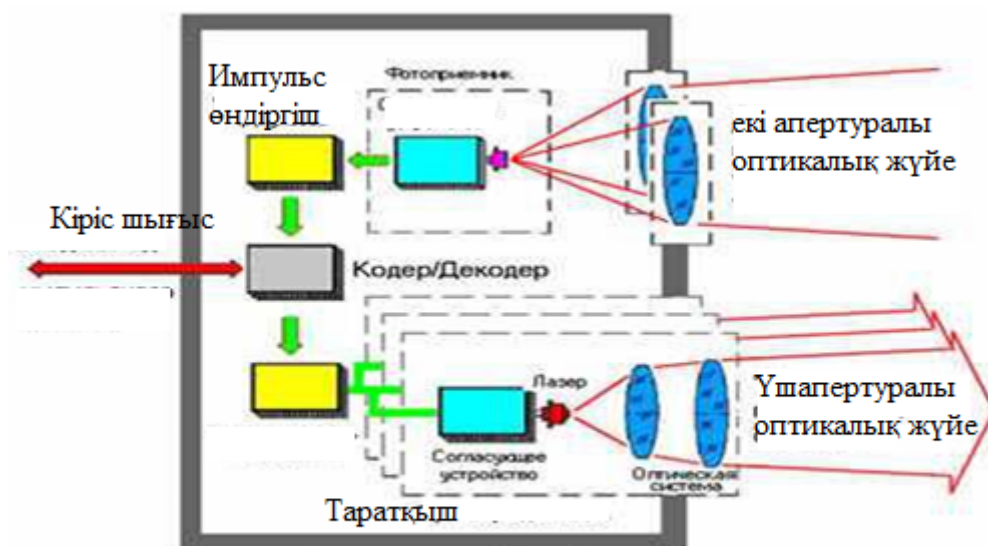 Импульс
өндіргіш
Фотоприемник
екі апертуралы
оптикалық жүйе
Кіріс шығыс
Кодер/Декодер
Лазер
Үшапертуралы
оптикалық жүйе
Согласующее
устройство
Оптическая
система
Таратқыш